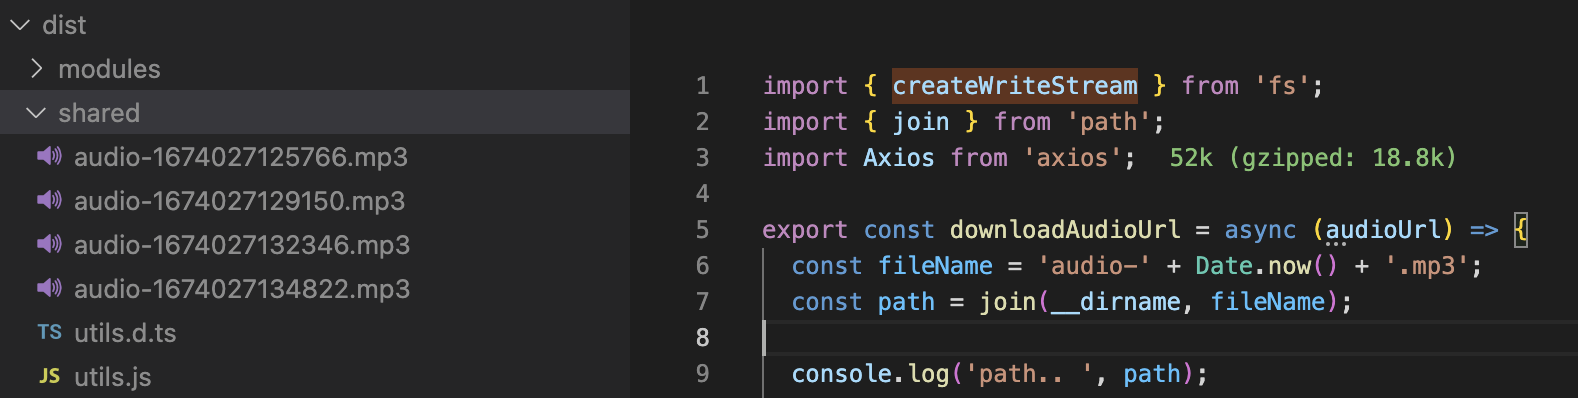 dist
modules
shared
audio-1674027125766.mp3
audio-1674027129150.mp3
audio-1674027132346.mp3
audio-1674027134822.mp3
TS utils.d.ts
JS utils.js
1 import { createWriteStream } from 'fs';
2 import { join } from 'path';
3 import Axios from 'axios'; 52k (gzipped: 18.8k)
4
5 export const downloadAudioUrl = async (audioUrl) => {
6 const fileName = 'audio-' + Date.now() + '.mp3';
7 const path = join(__dirname, fileName);
8
9 console.log('path.. ', path);